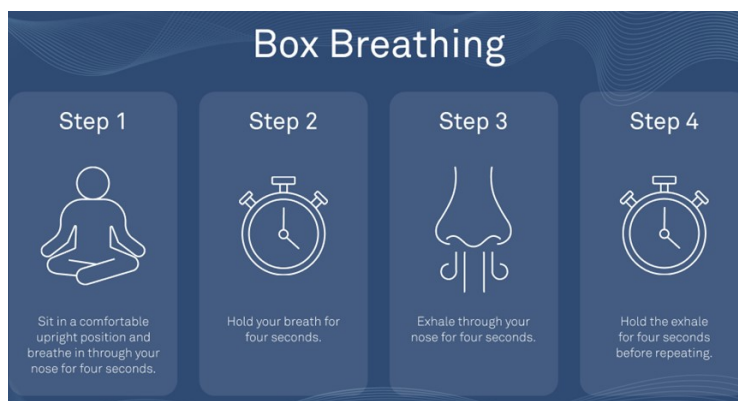 Box Breathing
Step 1
Sit in a comfortable
upright position and
breathe in through your
nose for four seconds.
Step 2
Hold your breath for
four seconds.
Step 3
Exhale through your
nose for four seconds.
Step 4
Hold the exhale
for four seconds
before repeating.